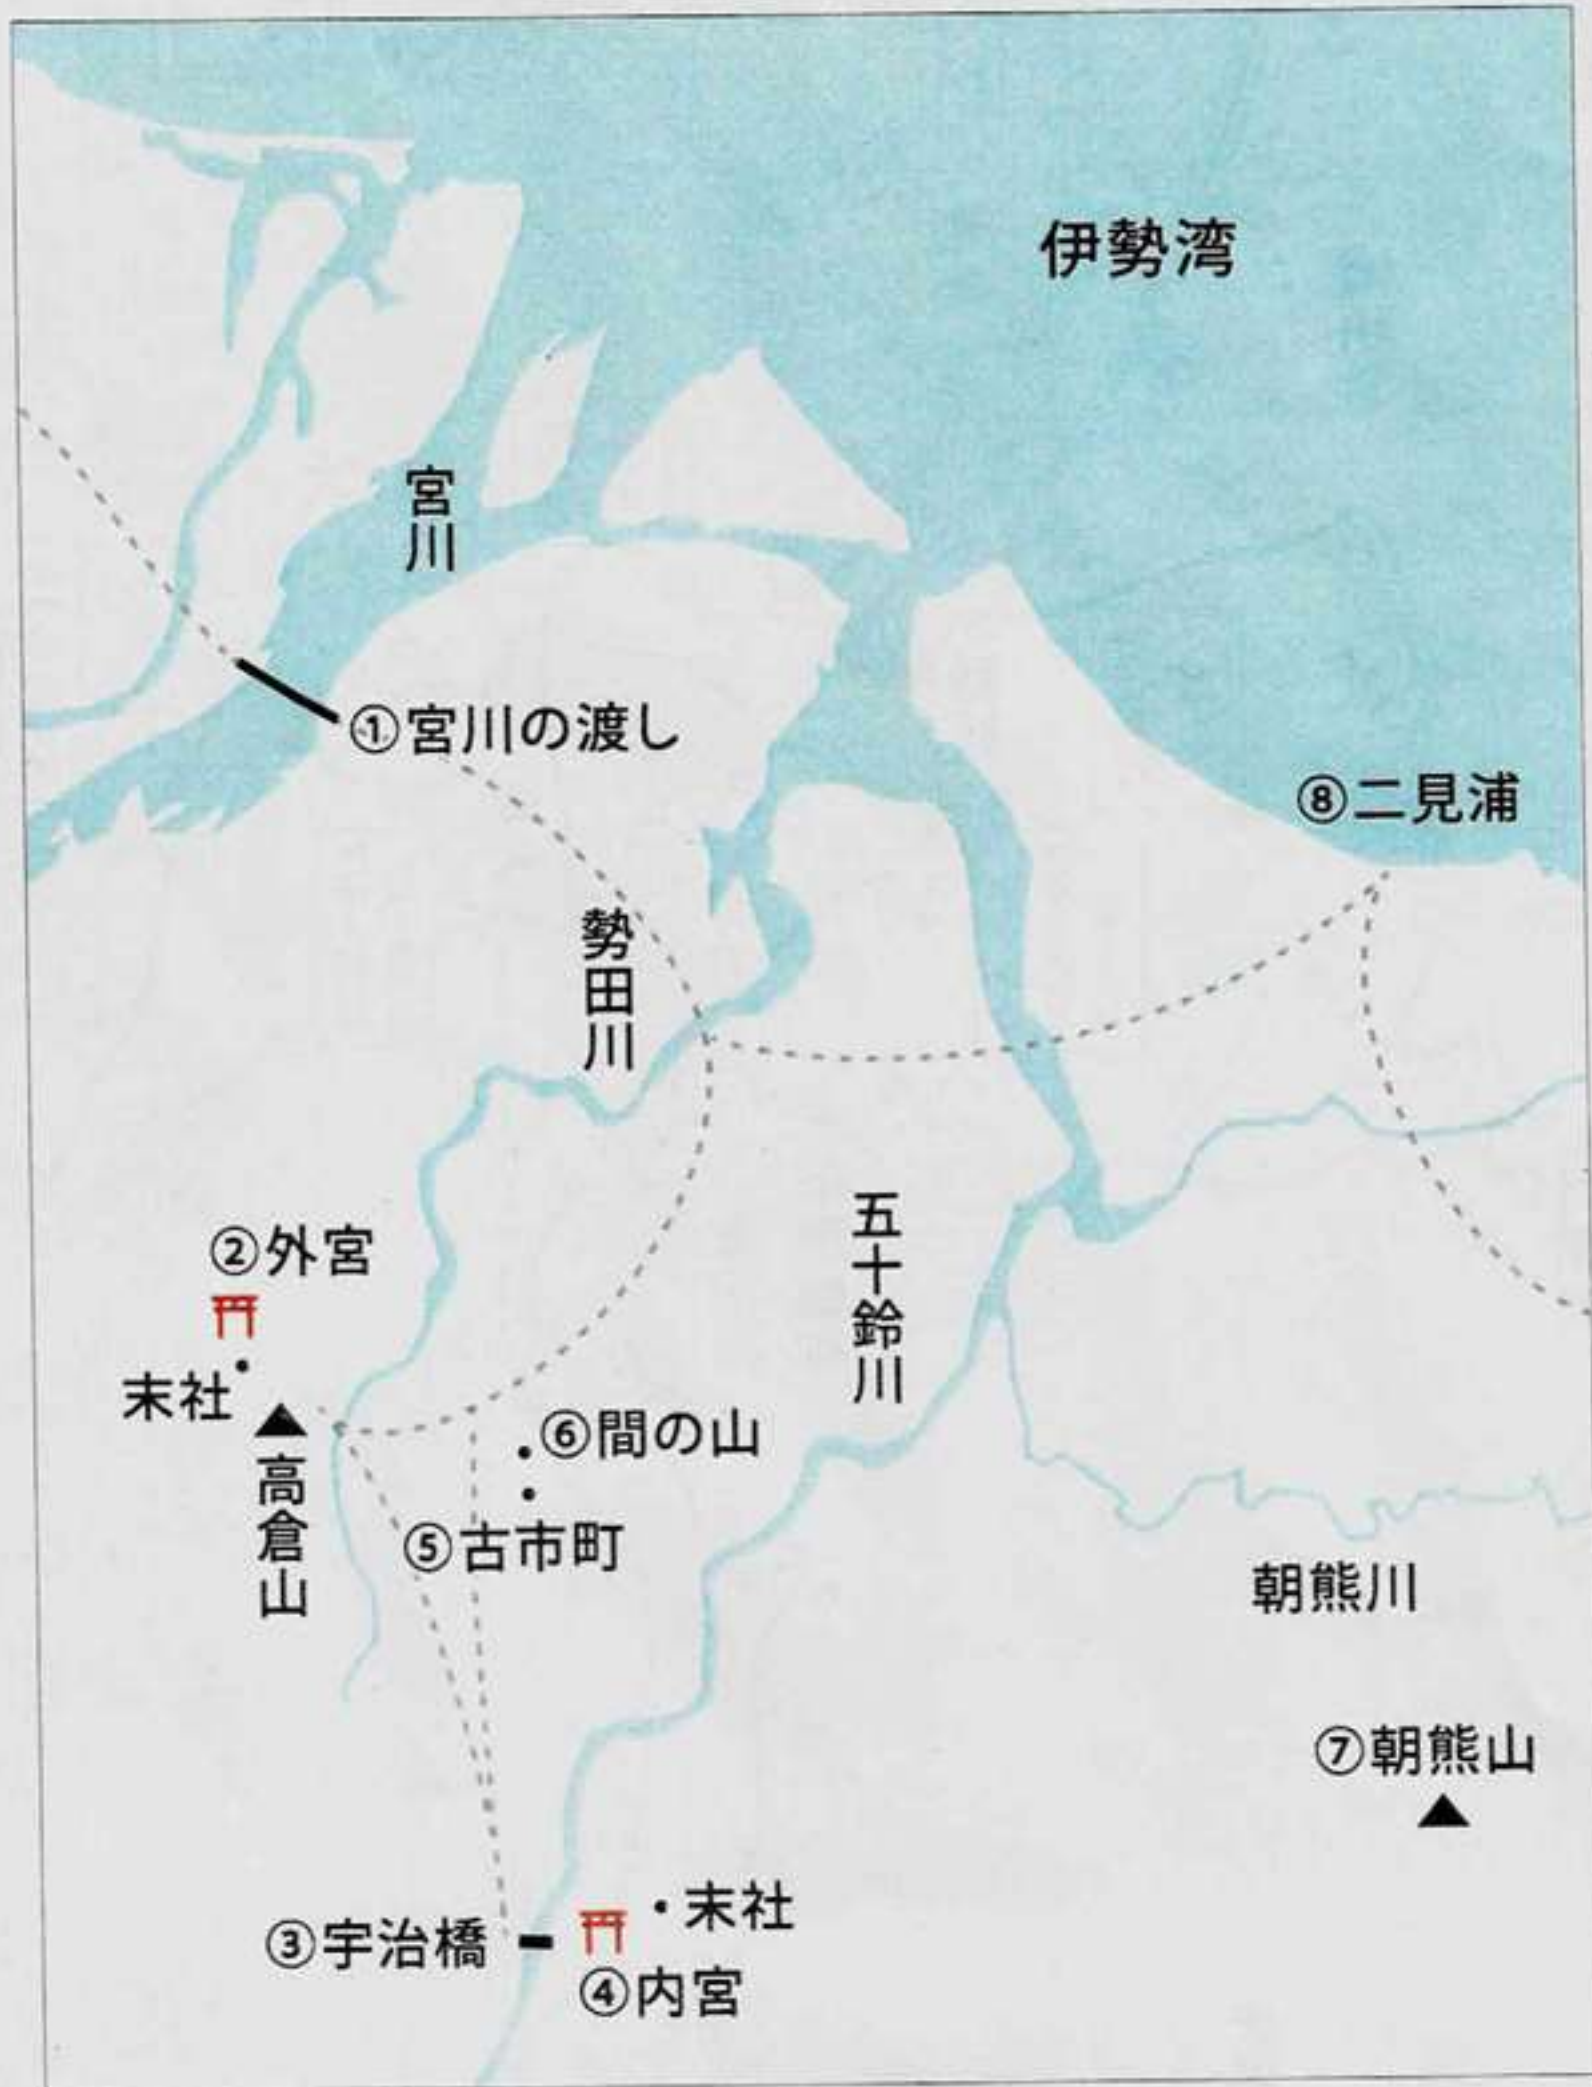 伊勢湾
宮川
①宮川の渡し
⑧二見浦
勢田川
②外宮
末社
高倉山
五十鈴川
⑥間の山
⑤古市町
朝熊川
⑦朝熊山
③宇治橋
末社
④内宮